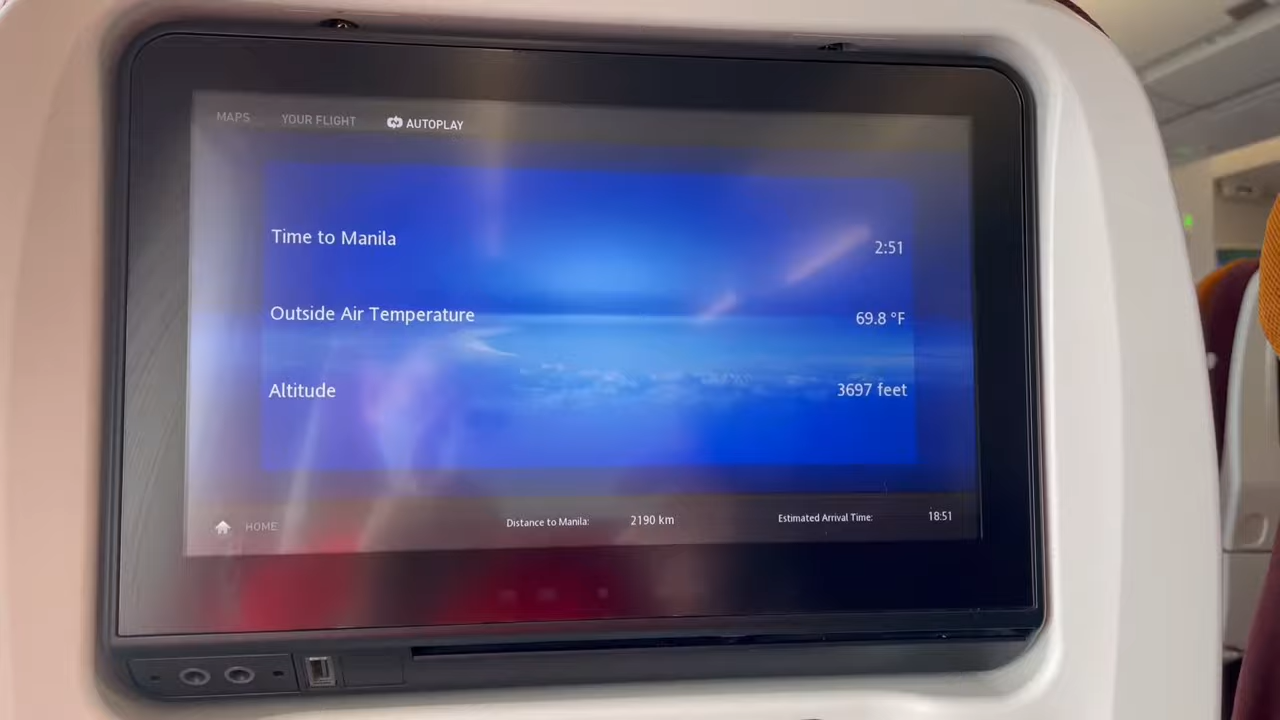 MAPS YOUR FLIGHT AUTOPLAY
Time to Manila 2:51
Outside Air Temperature 69.8 °F
Altitude 3697 feet
HOME Distance to Manila: 2190 km Estimated Arrival Time: 18:51